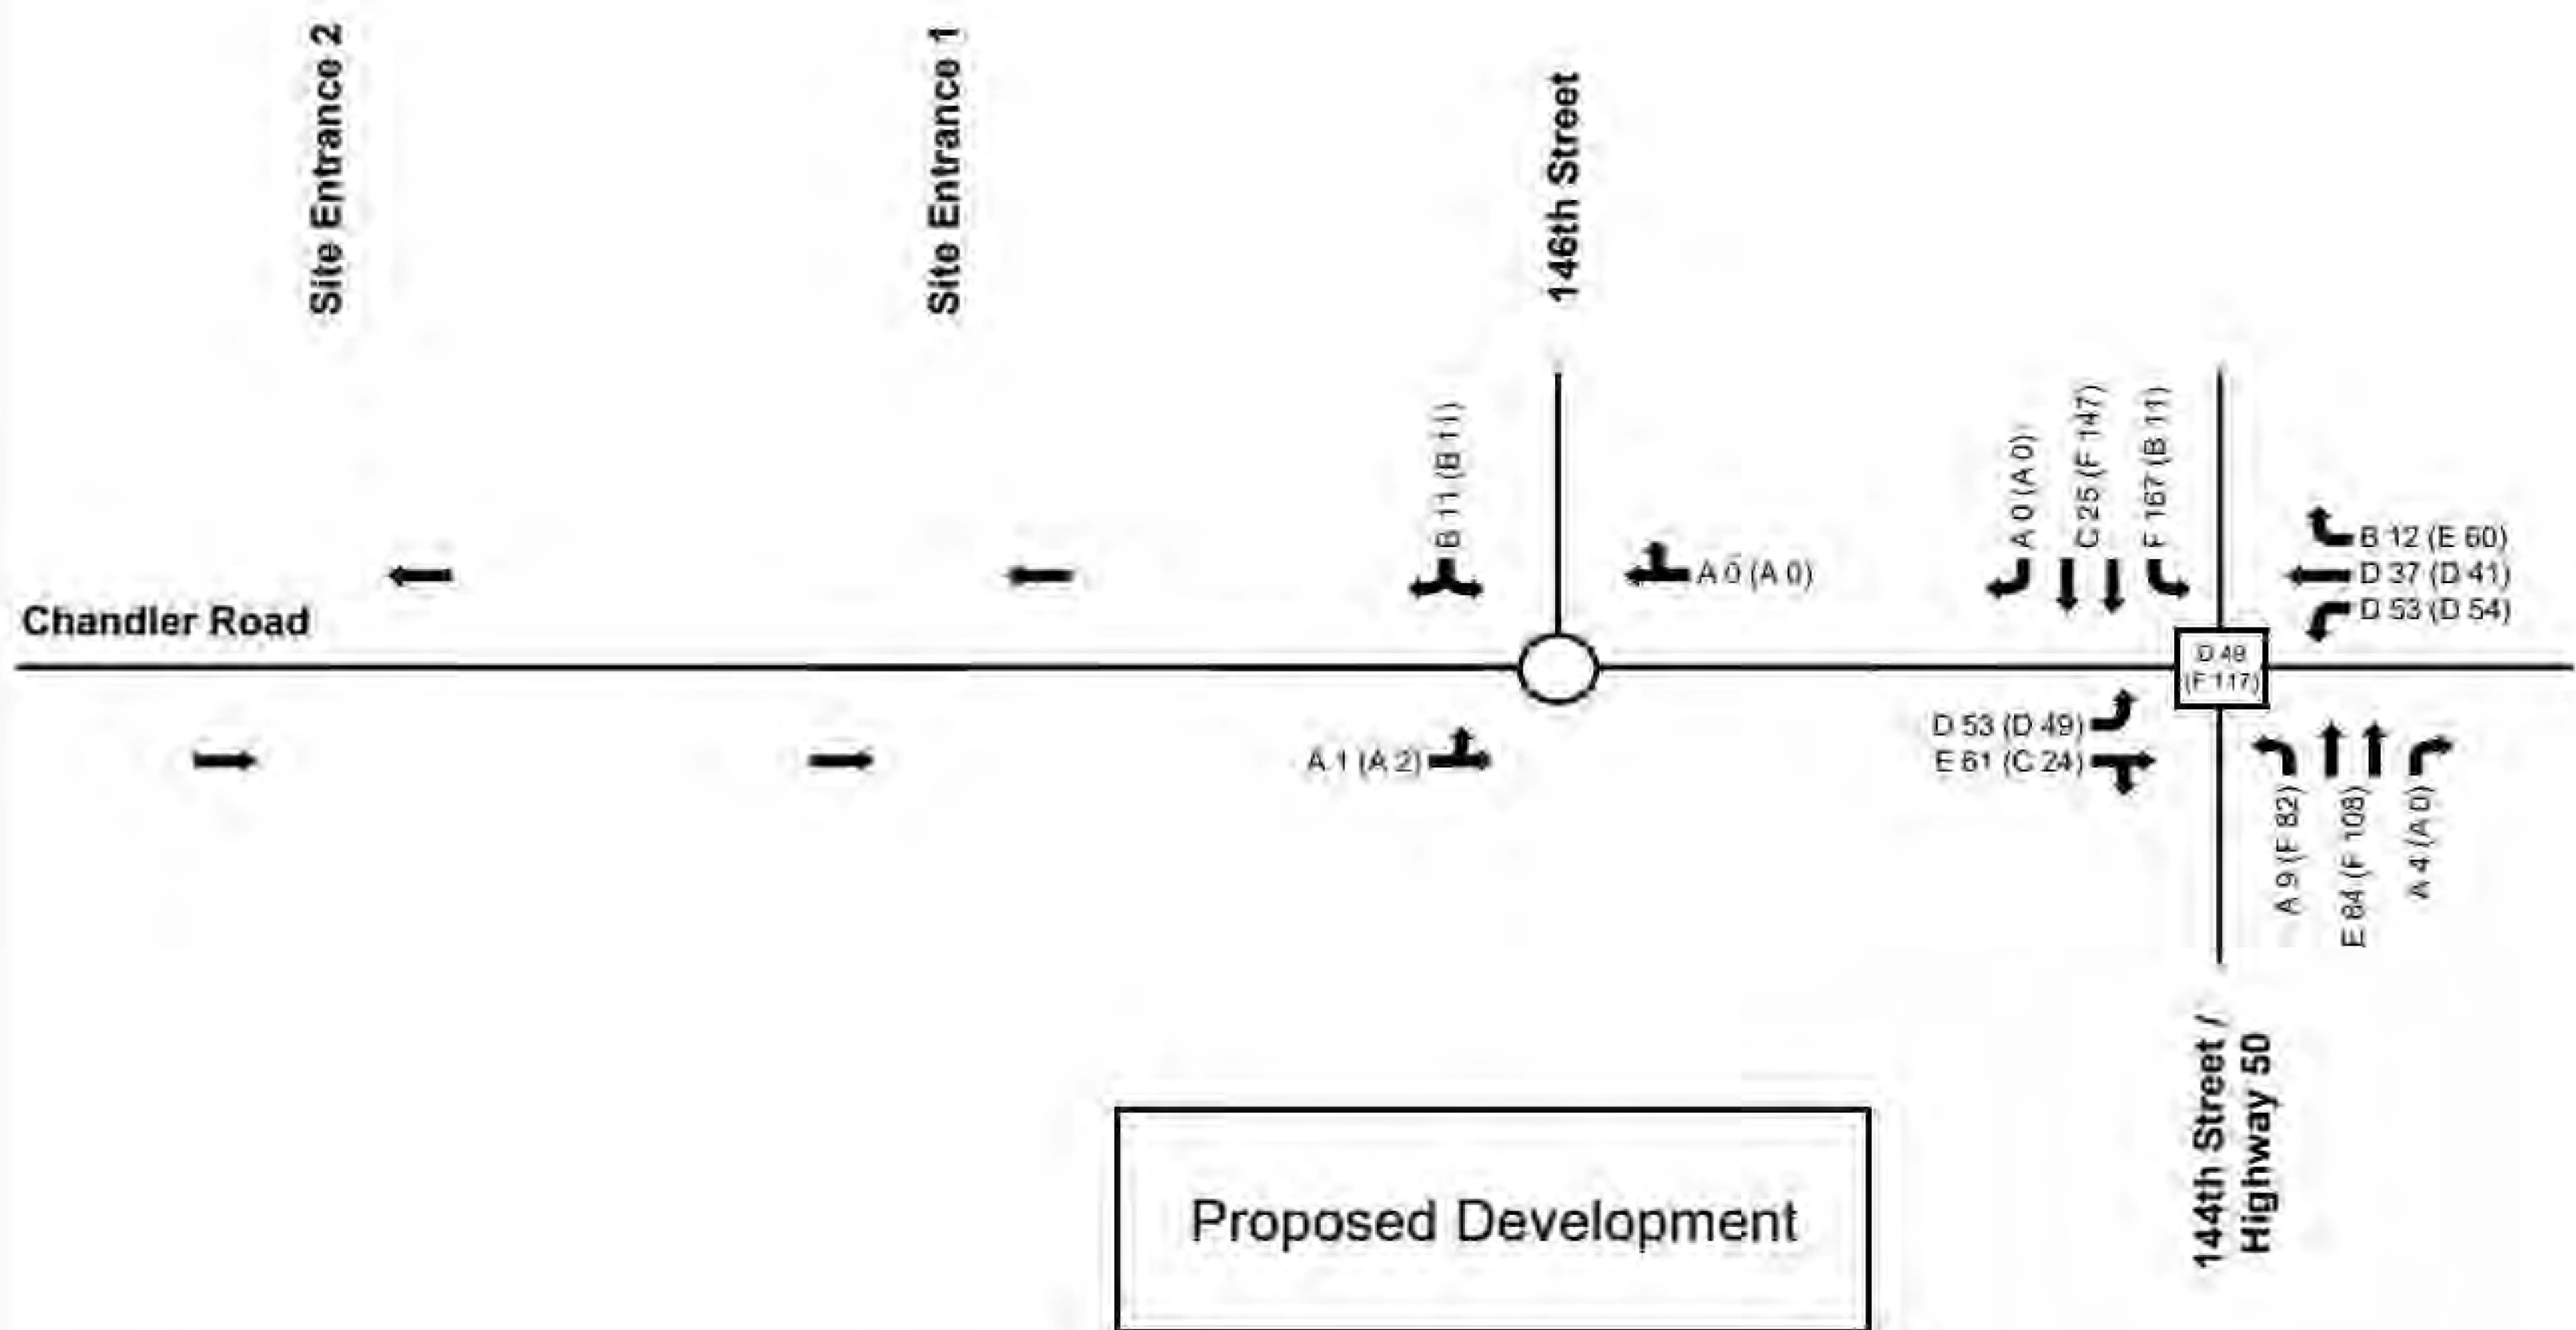 Site Entrance 2
Site Entrance 1
146th Street
B 11 (B 11)
A 0 (A 0)
A 0 (A 0)
C 25 (F 147)
F 167 (B 11)
B 12 (E 60)
D 37 (D 41)
D 53 (D 54)
Chandler Road
(F 117)
A 1 (A 2)
D 53 (D 49)
E 61 (C 24)
A 9 (F 82)
(F 108)
A 4 (A 0)
144th Street /
Highway 50
Proposed Development